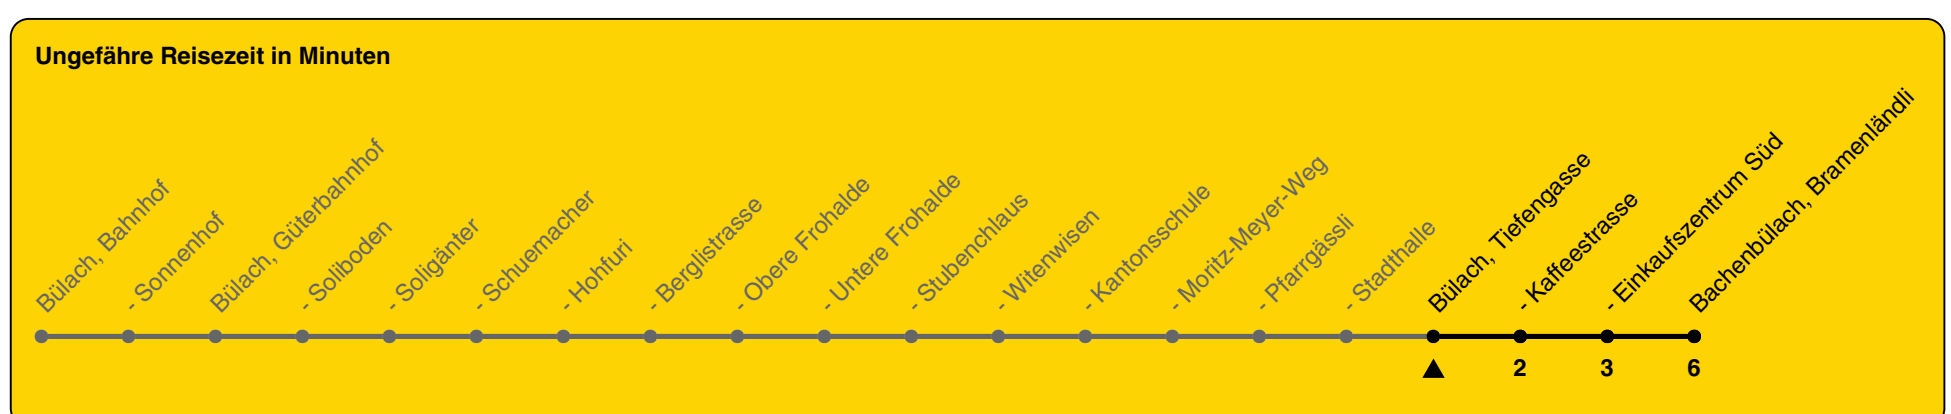 Ungefähre Reisezeit in Minuten
Bülach, Bahnhof
- Sonnenhof
Bülach, Güterbahnhof
- Soliboden
- Soligänter
- Schuemacher
- Hohfuri
- Berglistrasse
- Obere Frohalde
- Untere Frohalde
- Stubenchlaus
- Witenwisen
- Kantonsschule
- Moritz-Meyer-Weg
- Pfarrgässli
- Stadthalle
Bülach, Tiefengasse
- Kaffeestrasse
- Einkaufszentrum Süd
Bachenbülach, Bramenländli
2 3 6